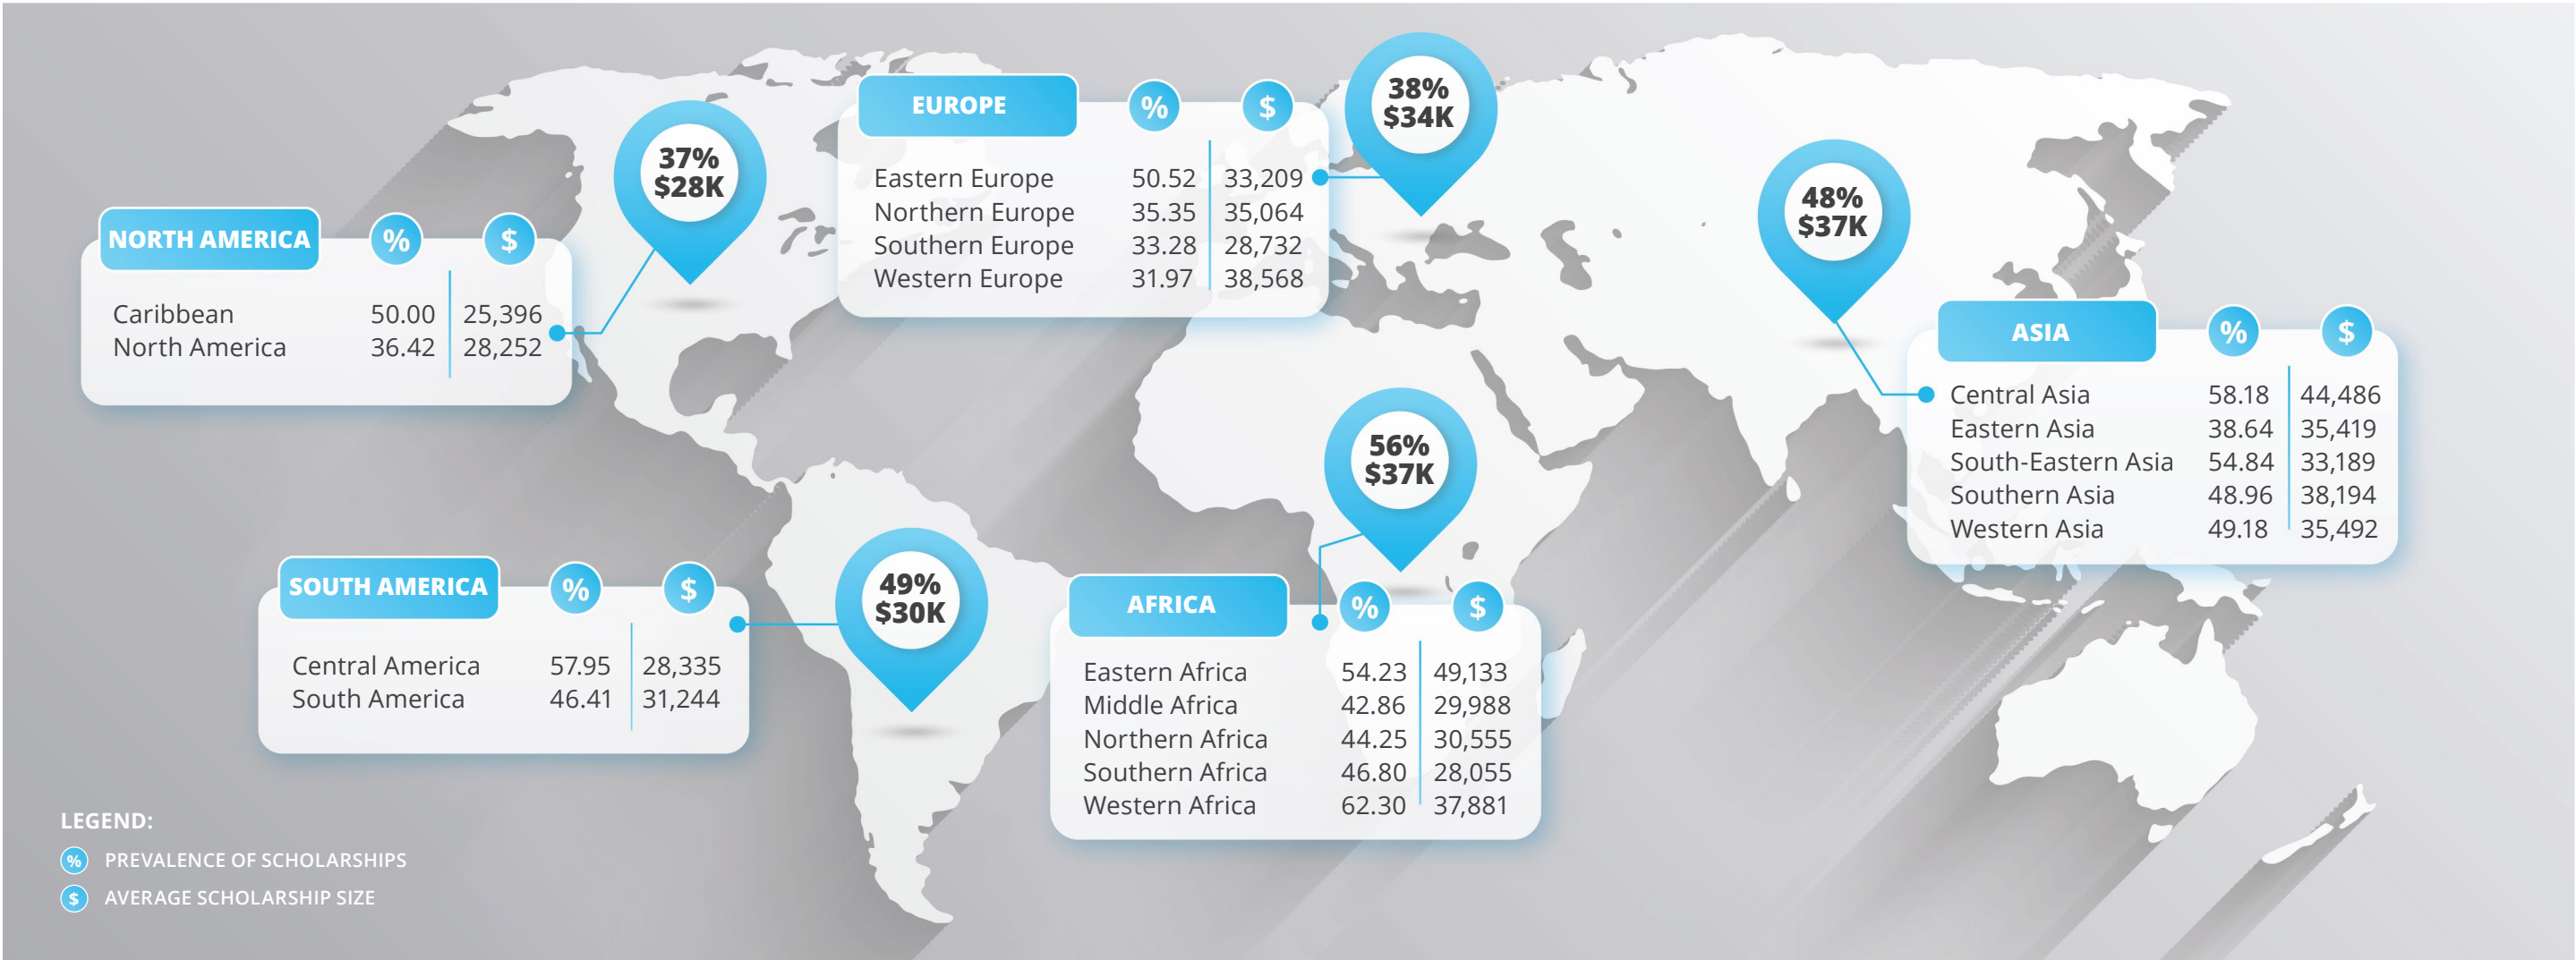 NORTH AMERICA % $
Caribbean 50.00 25,396
North America 36.42 28,252
37%
$28K
EUROPE % $
Eastern Europe 50.52 33,209
Northern Europe 35.35 35,064
Southern Europe 33.28 28,732
Western Europe 31.97 38,568
38%
$34K
48%
$37K
ASIA % $
Central Asia 58.18 44,486
Eastern Asia 38.64 35,419
South-Eastern Asia 54.84 33,189
Southern Asia 48.96 38,194
Western Asia 49.18 35,492
SOUTH AMERICA % $
Central America 57.95 28,335
South America 46.41 31,244
49%
$30K
56%
$37K
AFRICA % $
Eastern Africa 54.23 49,133
Middle Africa 42.86 29,988
Northern Africa 44.25 30,555
Southern Africa 46.80 28,055
Western Africa 62.30 37,881
LEGEND:
% PREVALENCE OF SCHOLARSHIPS
$ AVERAGE SCHOLARSHIP SIZE